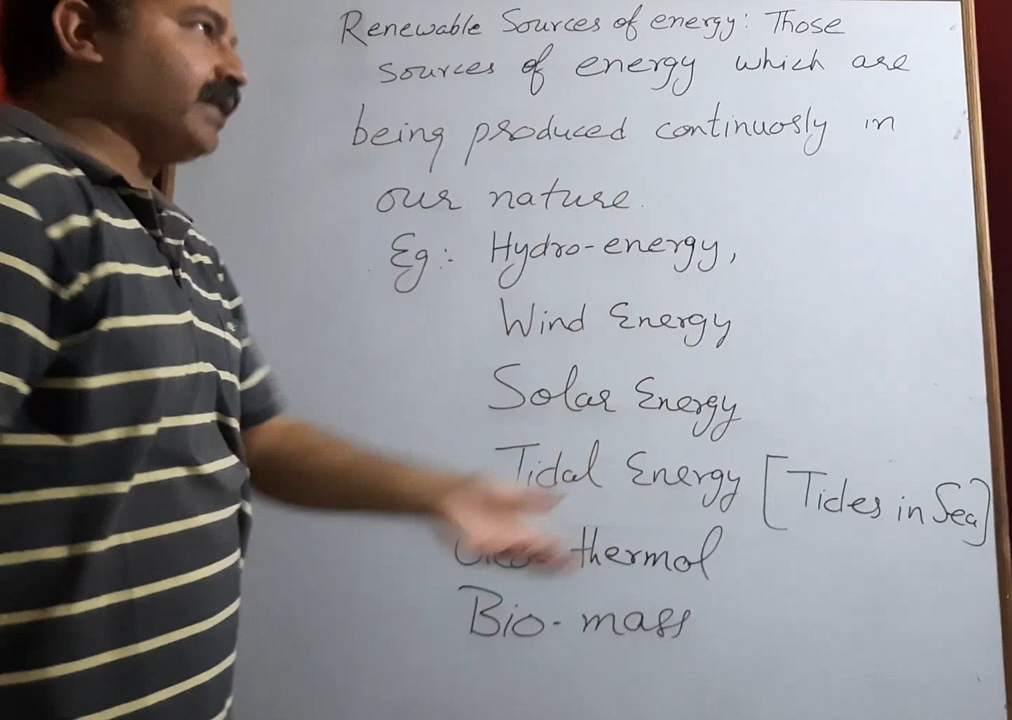 Renewable Sources of energy: Those
sources of energy which are
being produced continuosly in
our nature.
Eg:- Hydro-energy,
Wind Energy
Solar Energy
Tidal Energy [Tides in Sea]
thermol
Bio-mass